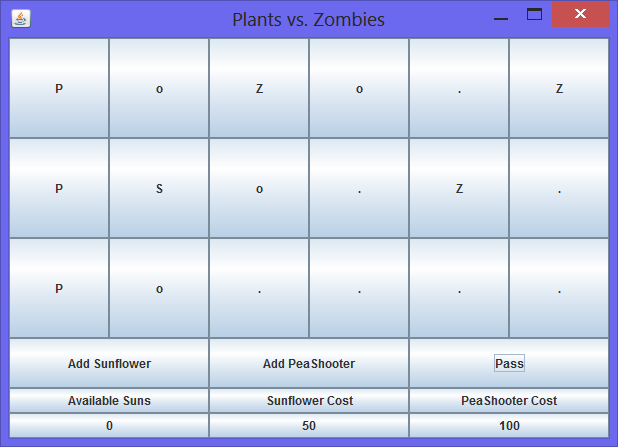 Plants vs. Zombies
P o Z o . Z
P S o . Z .
P o . . . .
Add Sunflower Add PeaShooter Pass
Available Suns Sunflower Cost PeaShooter Cost
0 50 100